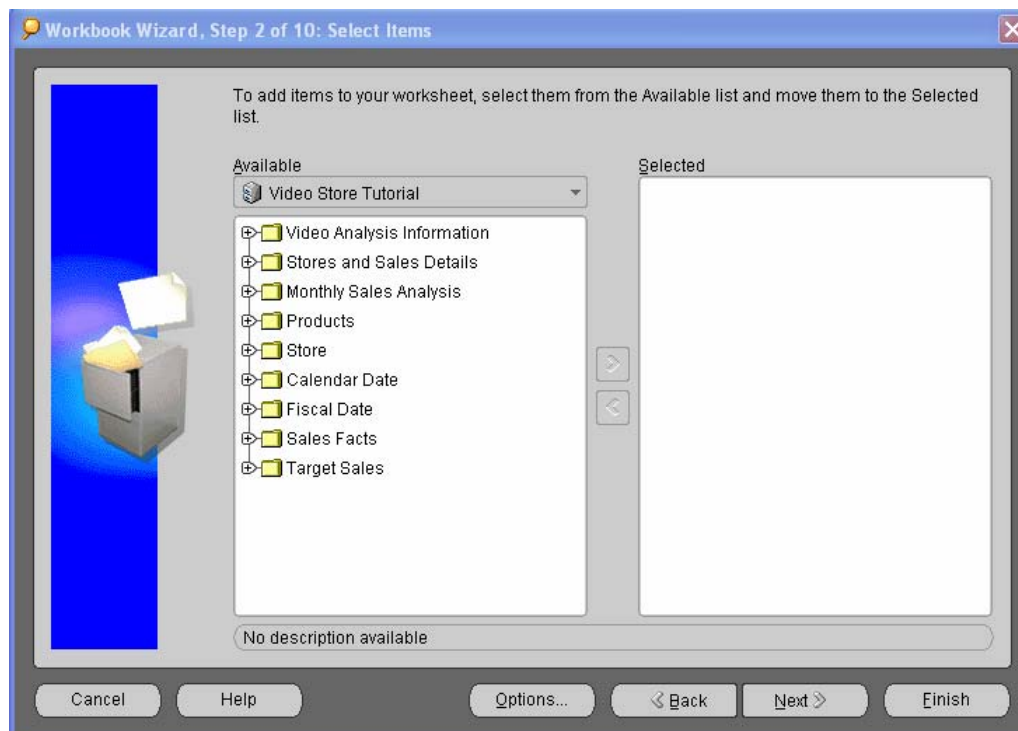 Workbook Wizard, Step 2 of 10: Select Items
To add items to your worksheet, select them from the Available list and move them to the Selected
list.
Available
Selected
Video Store Tutorial
Video Analysis Information
Stores and Sales Details
Monthly Sales Analysis
Products
Store
Calendar Date
Fiscal Date
Sales Facts
Target Sales
No description available
Cancel
Help
Options...
Back
Next
Finish